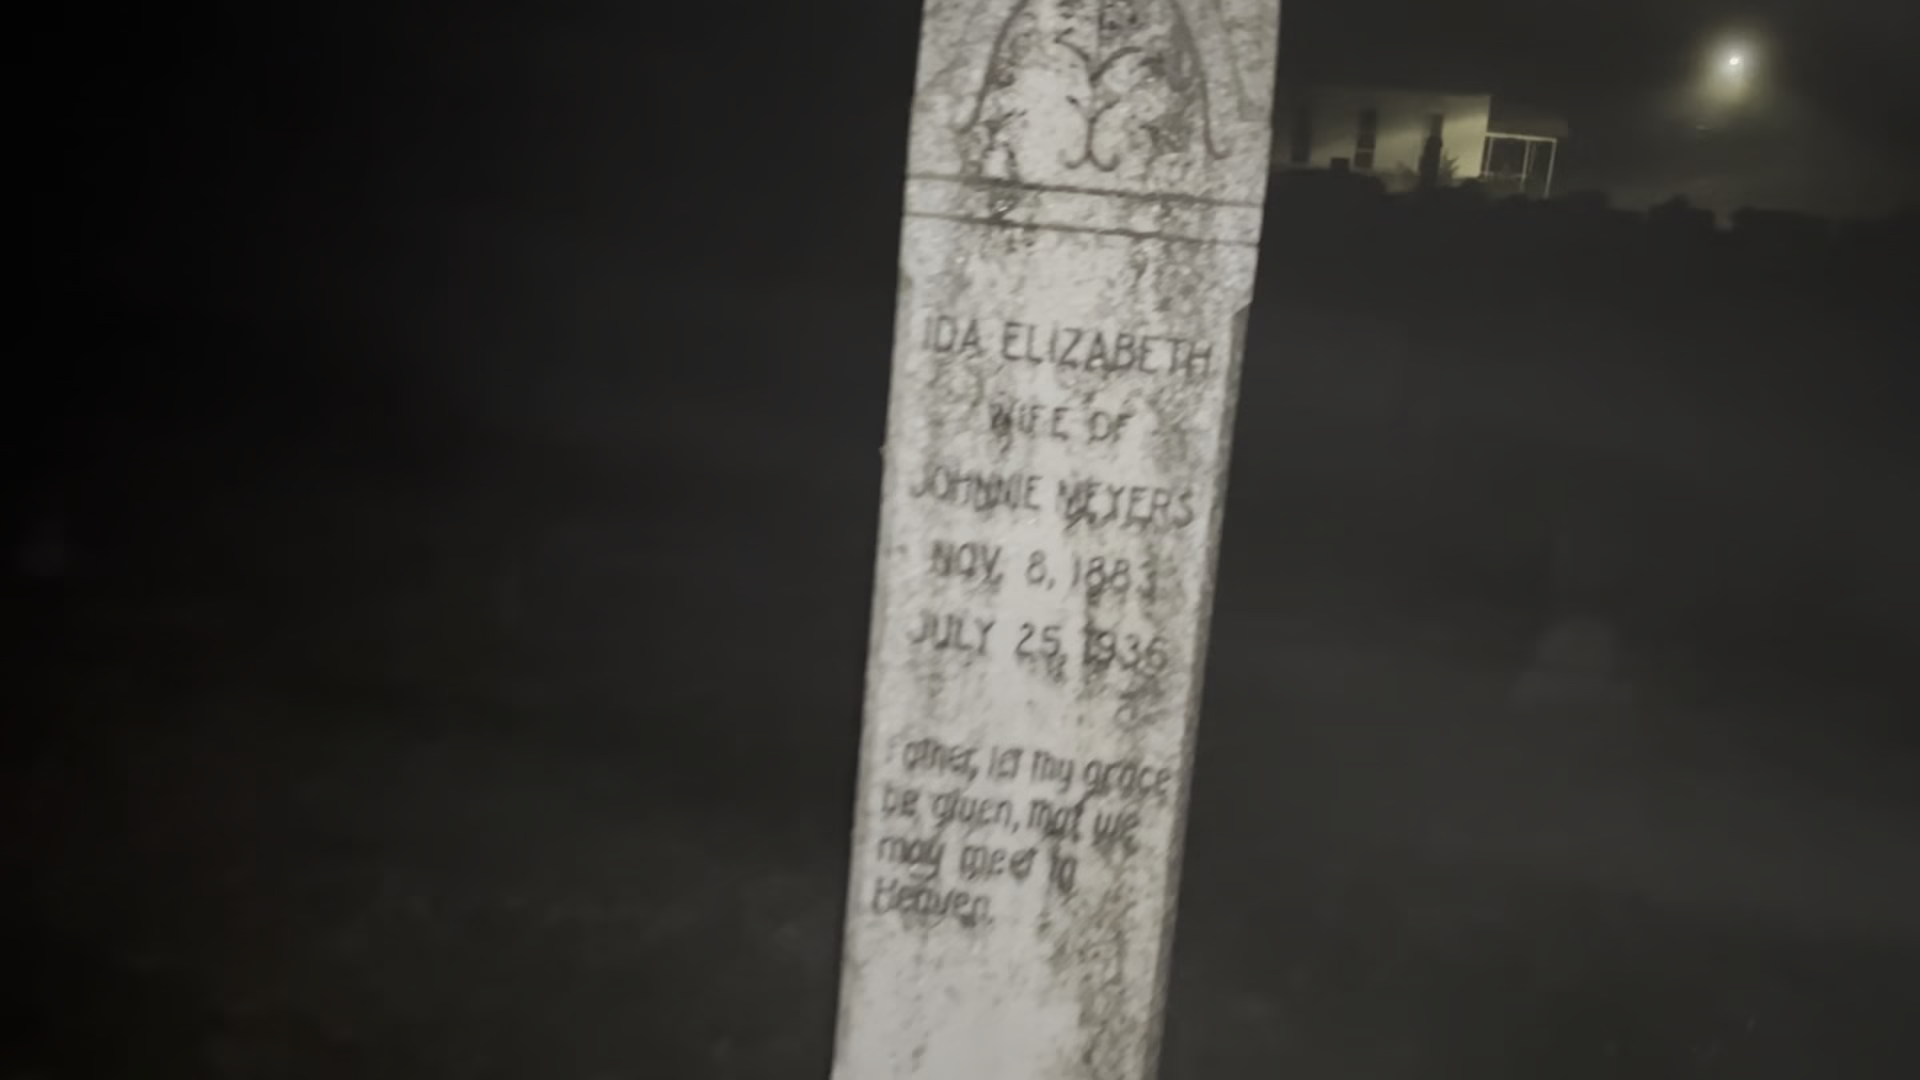 IDA ELIZABETH
WIFE OF
JOHNNIE MEYERS
NOV. 8, 1883
JULY 25, 1936
Father, let thy grace
be given, that we
may meet in
Heaven.